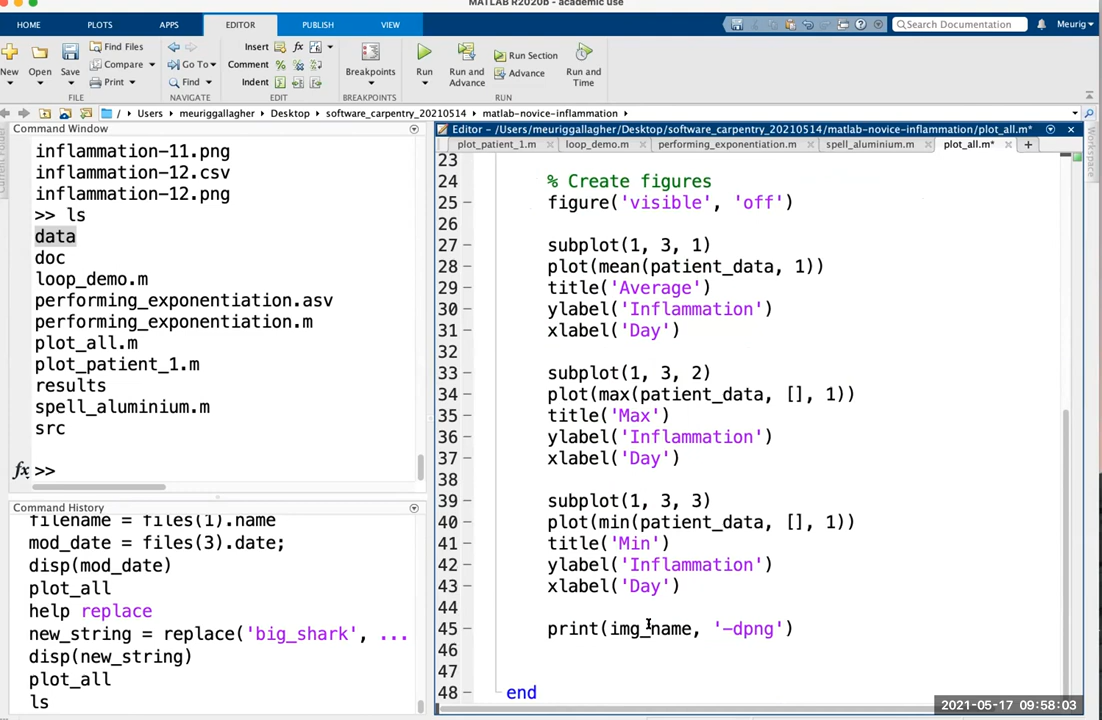 MATLAB R2020b - academic use
HOME PLOTS APPS EDITOR PUBLISH VIEW
Search Documentation Meurig
New Open Save Find Files Compare Print
Go To Find
Insert fx Comment % Indent
Breakpoints
Run Run and Advance Run Section Advance Run and Time
FILE NAVIGATE EDIT BREAKPOINTS RUN
/ Users meuriggallagher Desktop software_carpentry_20210514 matlab-novice-inflammation
Command Window
inflammation-11.png
inflammation-12.csv
inflammation-12.png
>> ls
data
doc
loop_demo.m
performing_exponentiation.asv
performing_exponentiation.m
plot_all.m
plot_patient_1.m
results
spell_aluminium.m
src
fx >>
Command History
filename = files(1).name
mod_date = files(3).date;
disp(mod_date)
plot_all
help replace
new_string = replace('big_shark', ...
disp(new_string)
plot_all
ls
Editor - /Users/meuriggallagher/Desktop/software_carpentry_20210514/matlab-novice-inflammation/plot_all.m*
plot_patient_1.m loop_demo.m performing_exponentiation.m spell_aluminium.m plot_all.m* +
23
24 % Create figures
25 figure('visible', 'off')
26
27 subplot(1, 3, 1)
28 plot(mean(patient_data, 1))
29 title('Average')
30 ylabel('Inflammation')
31 xlabel('Day')
32
33 subplot(1, 3, 2)
34 plot(max(patient_data, [], 1))
35 title('Max')
36 ylabel('Inflammation')
37 xlabel('Day')
38
39 subplot(1, 3, 3)
40 plot(min(patient_data, [], 1))
41 title('Min')
42 ylabel('Inflammation')
43 xlabel('Day')
44
45 print(img_name, '-dpng')
46
47
48 end
Workspace
2021-05-17 09:58:03